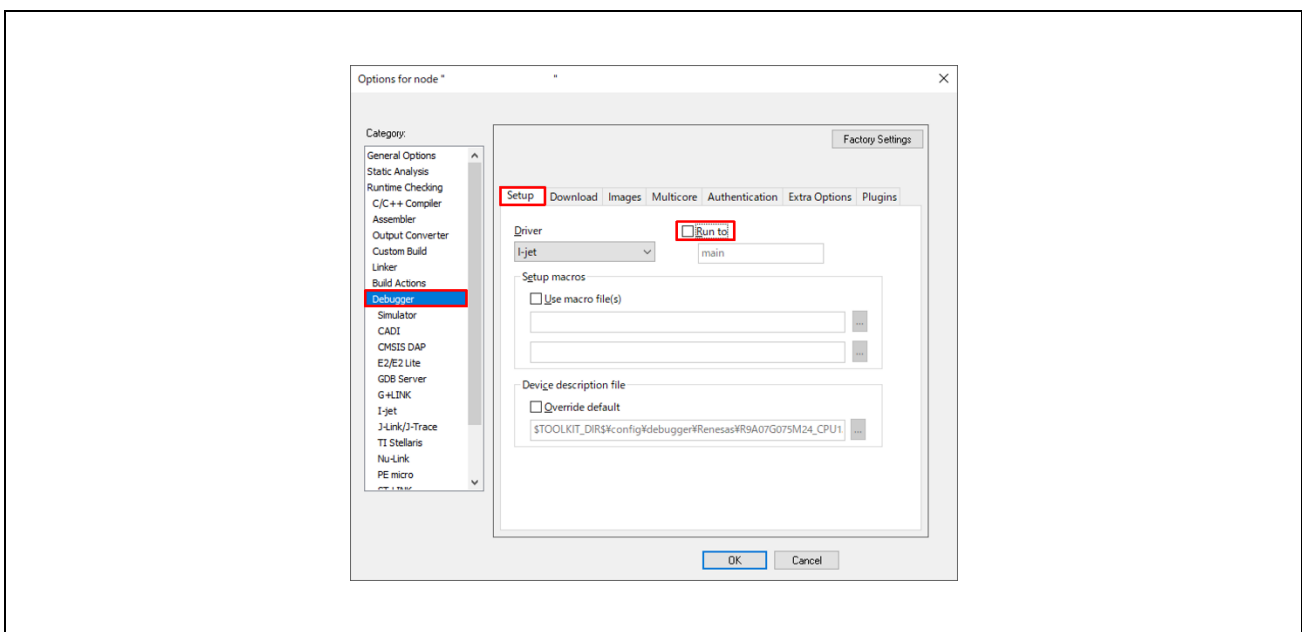 Options for node "                    "
Category:
General Options
Static Analysis
Runtime Checking
C/C++ Compiler
Assembler
Output Converter
Custom Build
Linker
Build Actions
Debugger
Simulator
CADI
CMSIS DAP
E2/E2 Lite
GDB Server
G+LINK
I-jet
J-Link/J-Trace
TI Stellaris
Nu-Link
PE micro
ST-LINK
Factory Settings
Setup Download Images Multicore Authentication Extra Options Plugins
Driver
Run to
I-jet
main
Setup macros
Use macro file(s)
...
...
Device description file
Override default
$TOOLKIT_DIR$¥config¥debugger¥Renesas¥R9A07G075M24_CPU1.
...
OK Cancel